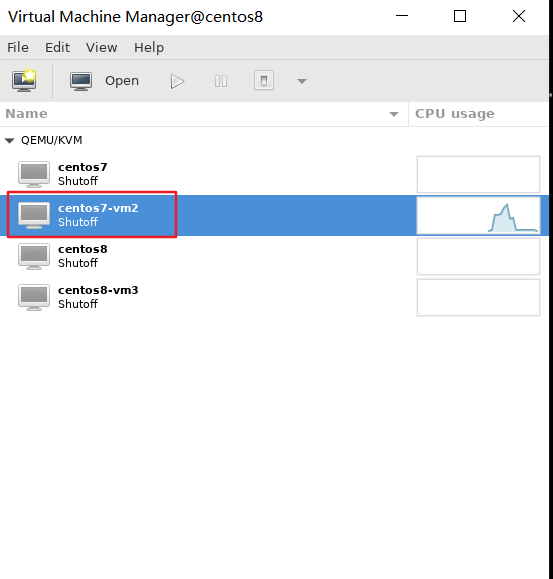 Virtual Machine Manager@centos8
File Edit View Help
Open
Name CPU usage
QEMU/KVM
centos7
Shutoff
centos7-vm2
Shutoff
centos8
Shutoff
centos8-vm3
Shutoff